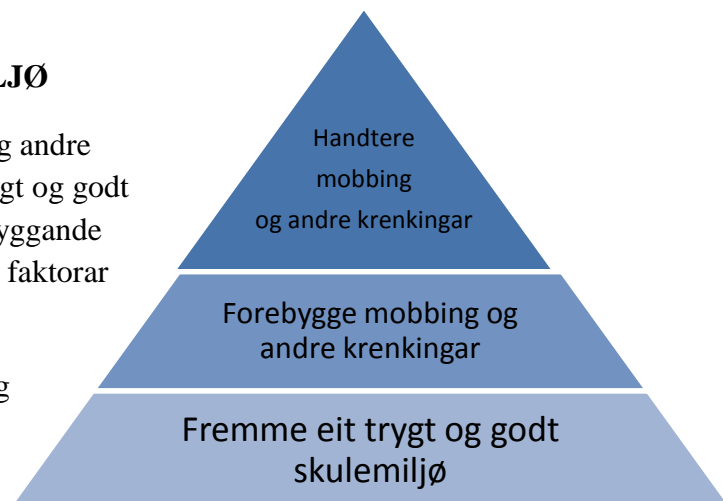 LJØ
g andre
gt og godt
yggande
faktorar
g
Handtere
mobbing
og andre krenkingar
Forebygge mobbing og
andre krenkingar
Fremme eit trygt og godt
skulemiljø